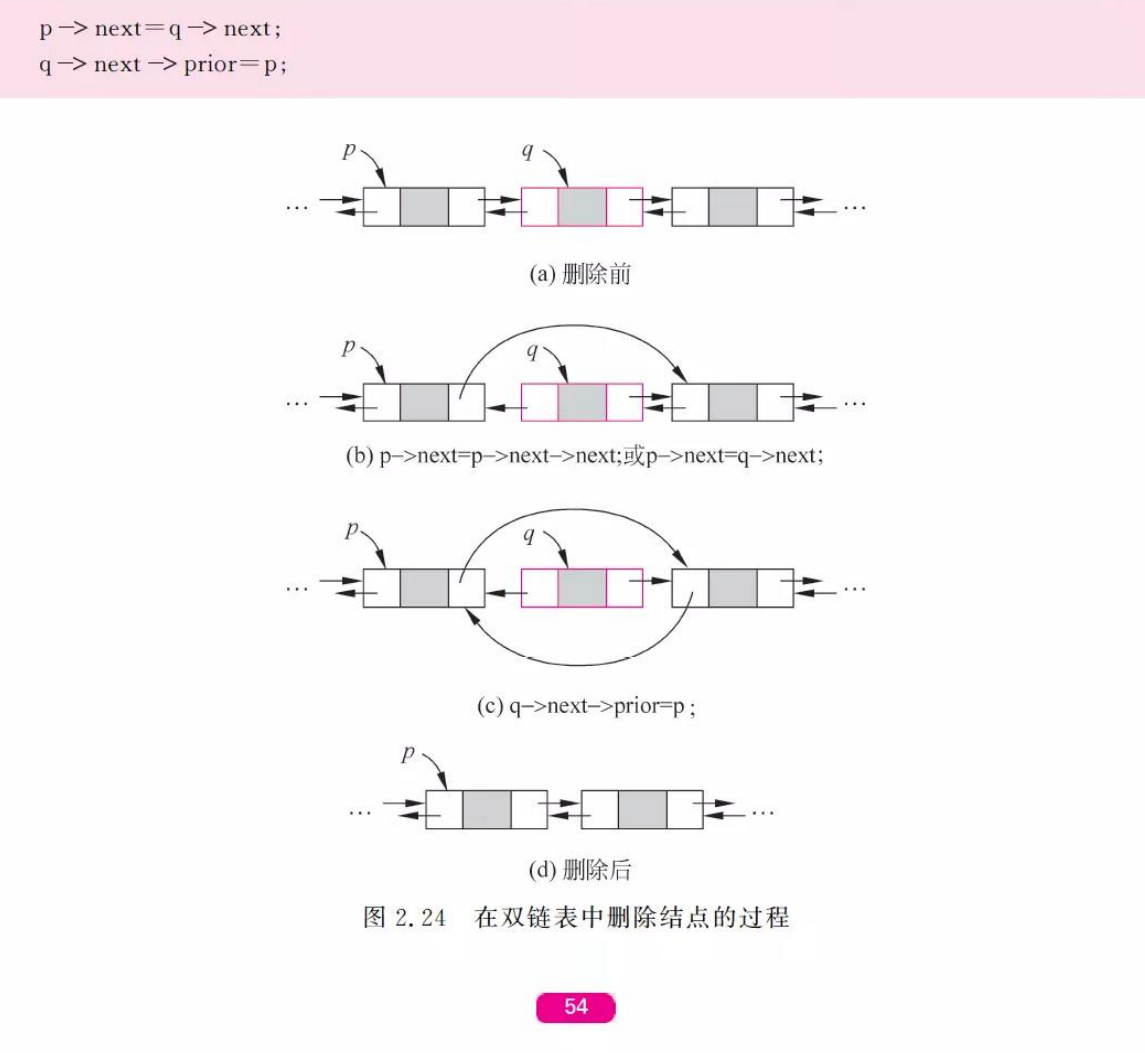 p —> next=q —> next;
q —> next —> prior=p;
p q
… …
(a) 删除前
p q
… …
(b) p–>next=p–>next–>next;或p–>next=q–>next;
p q
… …
(c) q–>next–>prior=p ;
p
… …
(d) 删除后
图 2.24 在双链表中删除结点的过程
54